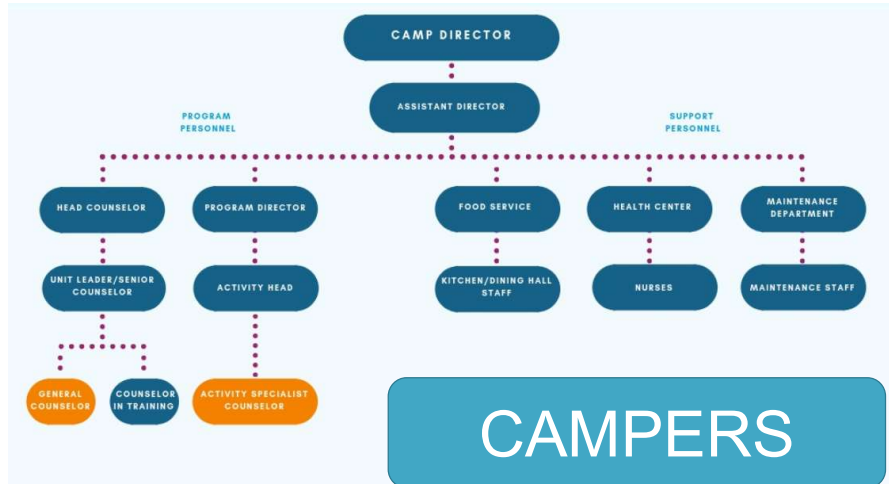 CAMP DIRECTOR
ASSISTANT DIRECTOR
PROGRAM
PERSONNEL
SUPPORT
PERSONNEL
HEAD COUNSELOR
PROGRAM DIRECTOR
FOOD SERVICE
HEALTH CENTER
MAINTENANCE
DEPARTMENT
UNIT LEADER/SENIOR
COUNSELOR
ACTIVITY HEAD
KITCHEN/DINING HALL
STAFF
NURSES
MAINTENANCE STAFF
GENERAL
COUNSELOR
COUNSELOR
IN TRAINING
ACTIVITY SPECIALIST
COUNSELOR
CAMPERS